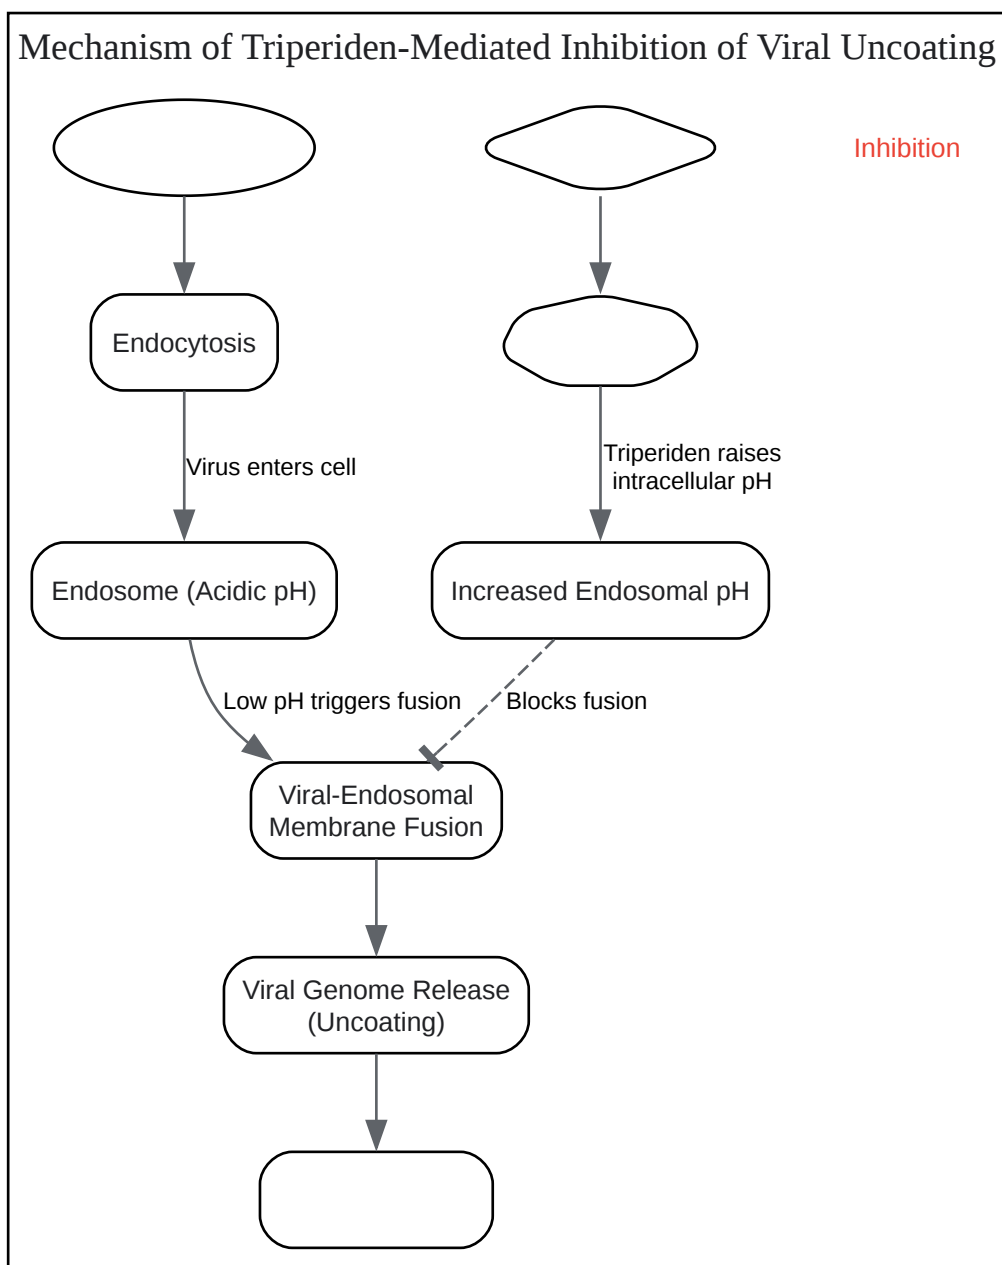 Mechanism of Triperiden-Mediated Inhibition of Viral Uncoating
Inhibition
Endocytosis
Virus enters cell
Triperiden raises
intracellular pH
Endosome (Acidic pH)
Increased Endosomal pH
Low pH triggers fusion
Blocks fusion
Viral-Endosomal
Membrane Fusion
Viral Genome Release
(Uncoating)